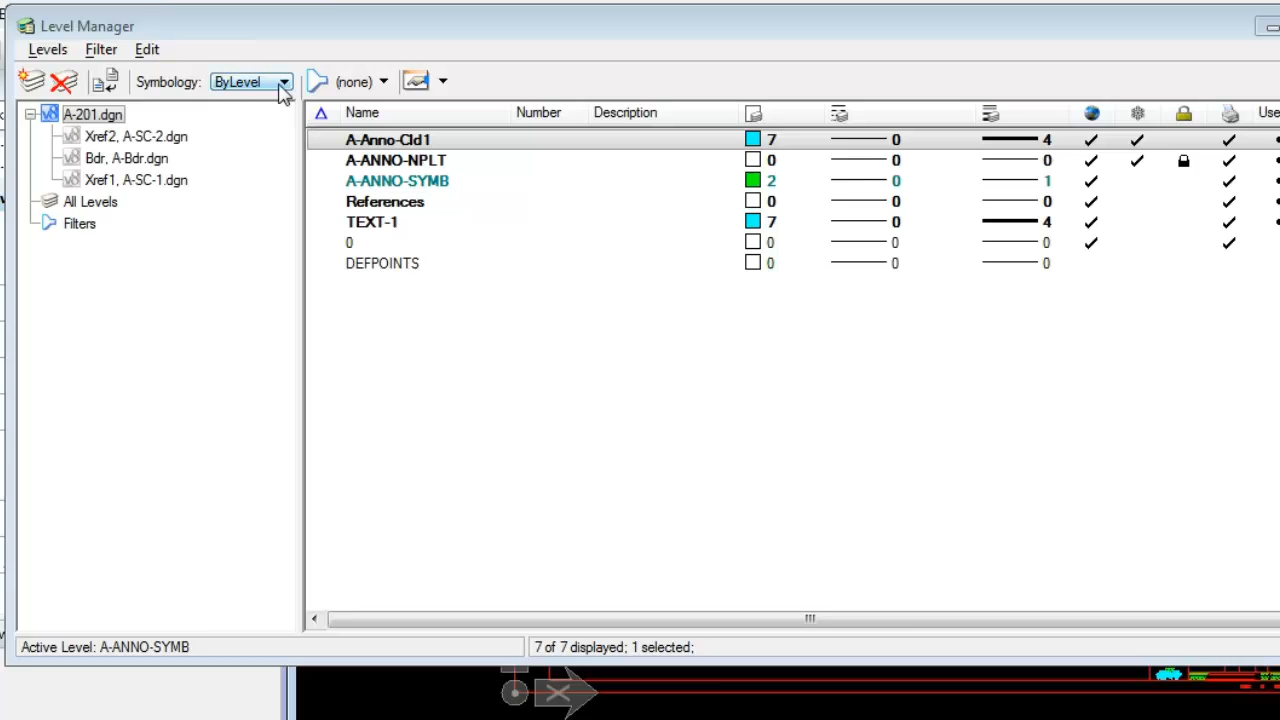 Level Manager
Levels Filter Edit
Symbology: ByLevel (none)
A-201.dgn
Xref2, A-SC-2.dgn
Bdr, A-Bdr.dgn
Xref1, A-SC-1.dgn
All Levels
Filters
Name Number Description
A-Anno-Cld1 7 0 4
A-ANNO-NPLT 0 0 0
A-ANNO-SYMB 2 0 1
References 0 0 0
TEXT-1 7 0 4
0 0 0 0
DEFPOINTS 0 0 0
Active Level: A-ANNO-SYMB
7 of 7 displayed; 1 selected;